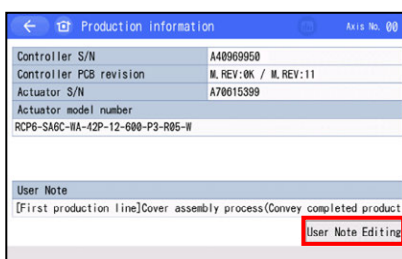 Production information
Axis No. 00
Controller S/N A40969950
Controller PCB revision M.REV:0K / M.REV:11
Actuator S/N A70615399
Actuator model number
RCP6-SA6C-WA-42P-12-600-P3-R05-W
User Note
[First production line]Cover assembly process(Convey completed product
User Note Editing